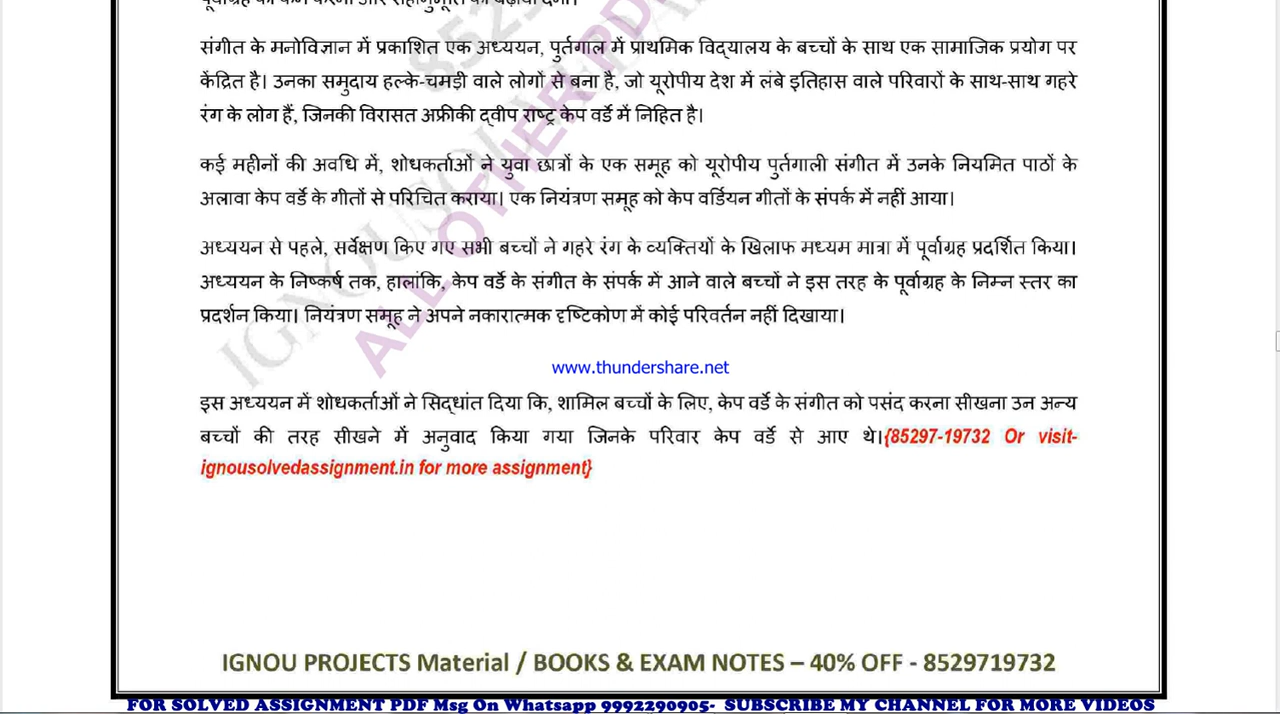 पूर्वाग्रह को कम करना और सहानुभूति को बढ़ावा देना।
संगीत के मनोविज्ञान में प्रकाशित एक अध्ययन, पुर्तगाल में प्राथमिक विद्यालय के बच्चों के साथ एक सामाजिक प्रयोग पर
केंद्रित है। उनका समुदाय हल्के-चमड़ी वाले लोगों से बना है, जो यूरोपीय देश में लंबे इतिहास वाले परिवारों के साथ-साथ गहरे
रंग के लोग हैं, जिनकी विरासत अफ्रीकी द्वीप राष्ट्र केप वर्डे में निहित है।
कई महीनों की अवधि में, शोधकर्ताओं ने युवा छात्रों के एक समूह को यूरोपीय पुर्तगाली संगीत में उनके नियमित पाठों के
अलावा केप वर्डे के गीतों से परिचित कराया। एक नियंत्रण समूह को केप वर्डियन गीतों के संपर्क में नहीं आया।
अध्ययन से पहले, सर्वेक्षण किए गए सभी बच्चों ने गहरे रंग के व्यक्तियों के खिलाफ मध्यम मात्रा में पूर्वाग्रह प्रदर्शित किया।
अध्ययन के निष्कर्ष तक, हालांकि, केप वर्डे के संगीत के संपर्क में आने वाले बच्चों ने इस तरह के पूर्वाग्रह के निम्न स्तर का
प्रदर्शन किया। नियंत्रण समूह ने अपने नकारात्मक दृष्टिकोण में कोई परिवर्तन नहीं दिखाया।
www.thundershare.net
इस अध्ययन में शोधकर्ताओं ने सिद्धांत दिया कि, शामिल बच्चों के लिए, केप वर्डे के संगीत को पसंद करना सीखना उन अन्य
बच्चों की तरह सीखने में अनुवाद किया गया जिनके परिवार केप वर्डे से आए थे।{85297-19732 Or visit-
ignousolvedassignment.in for more assignment}
IGNOU PROJECTS Material / BOOKS & EXAM NOTES – 40% OFF - 8529719732
FOR SOLVED ASSIGNMENT PDF Msg On Whatsapp 9992290905- SUBSCRIBE MY CHANNEL FOR MORE VIDEOS